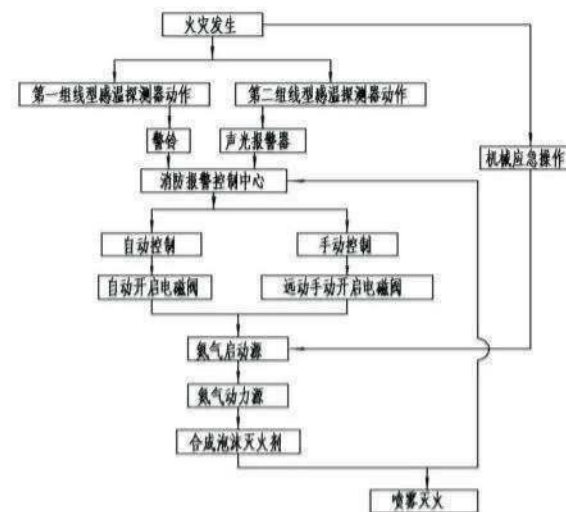 火灾发生
第一组线型感温探测器动作
第二组线型感温探测器动作
警铃
声光报警器
机械应急操作
消防报警控制中心
自动控制
手动控制
自动开启电磁阀
远动手动开启电磁阀
氮气启动源
氮气动力源
合成泡沫灭火剂
喷雾灭火